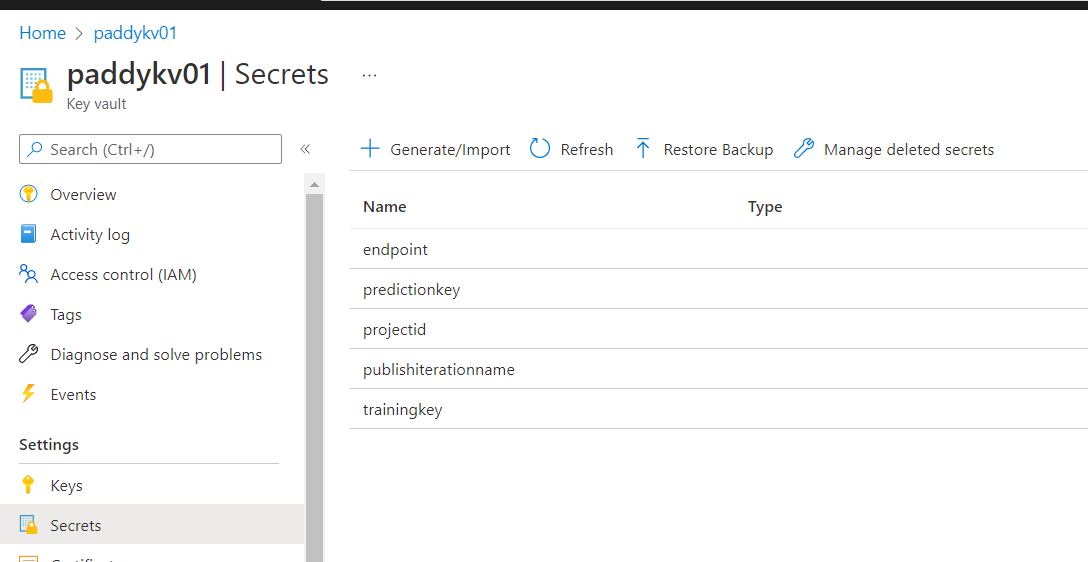 Home > paddykv01
paddykv01 | Secrets ...
Key vault
Search (Ctrl+/) «
Generate/Import Refresh Restore Backup Manage deleted secrets
Overview
Activity log
Access control (IAM)
Tags
Diagnose and solve problems
Events
Settings
Keys
Secrets
Name Type
endpoint
predictionkey
projectid
publishiterationname
trainingkey